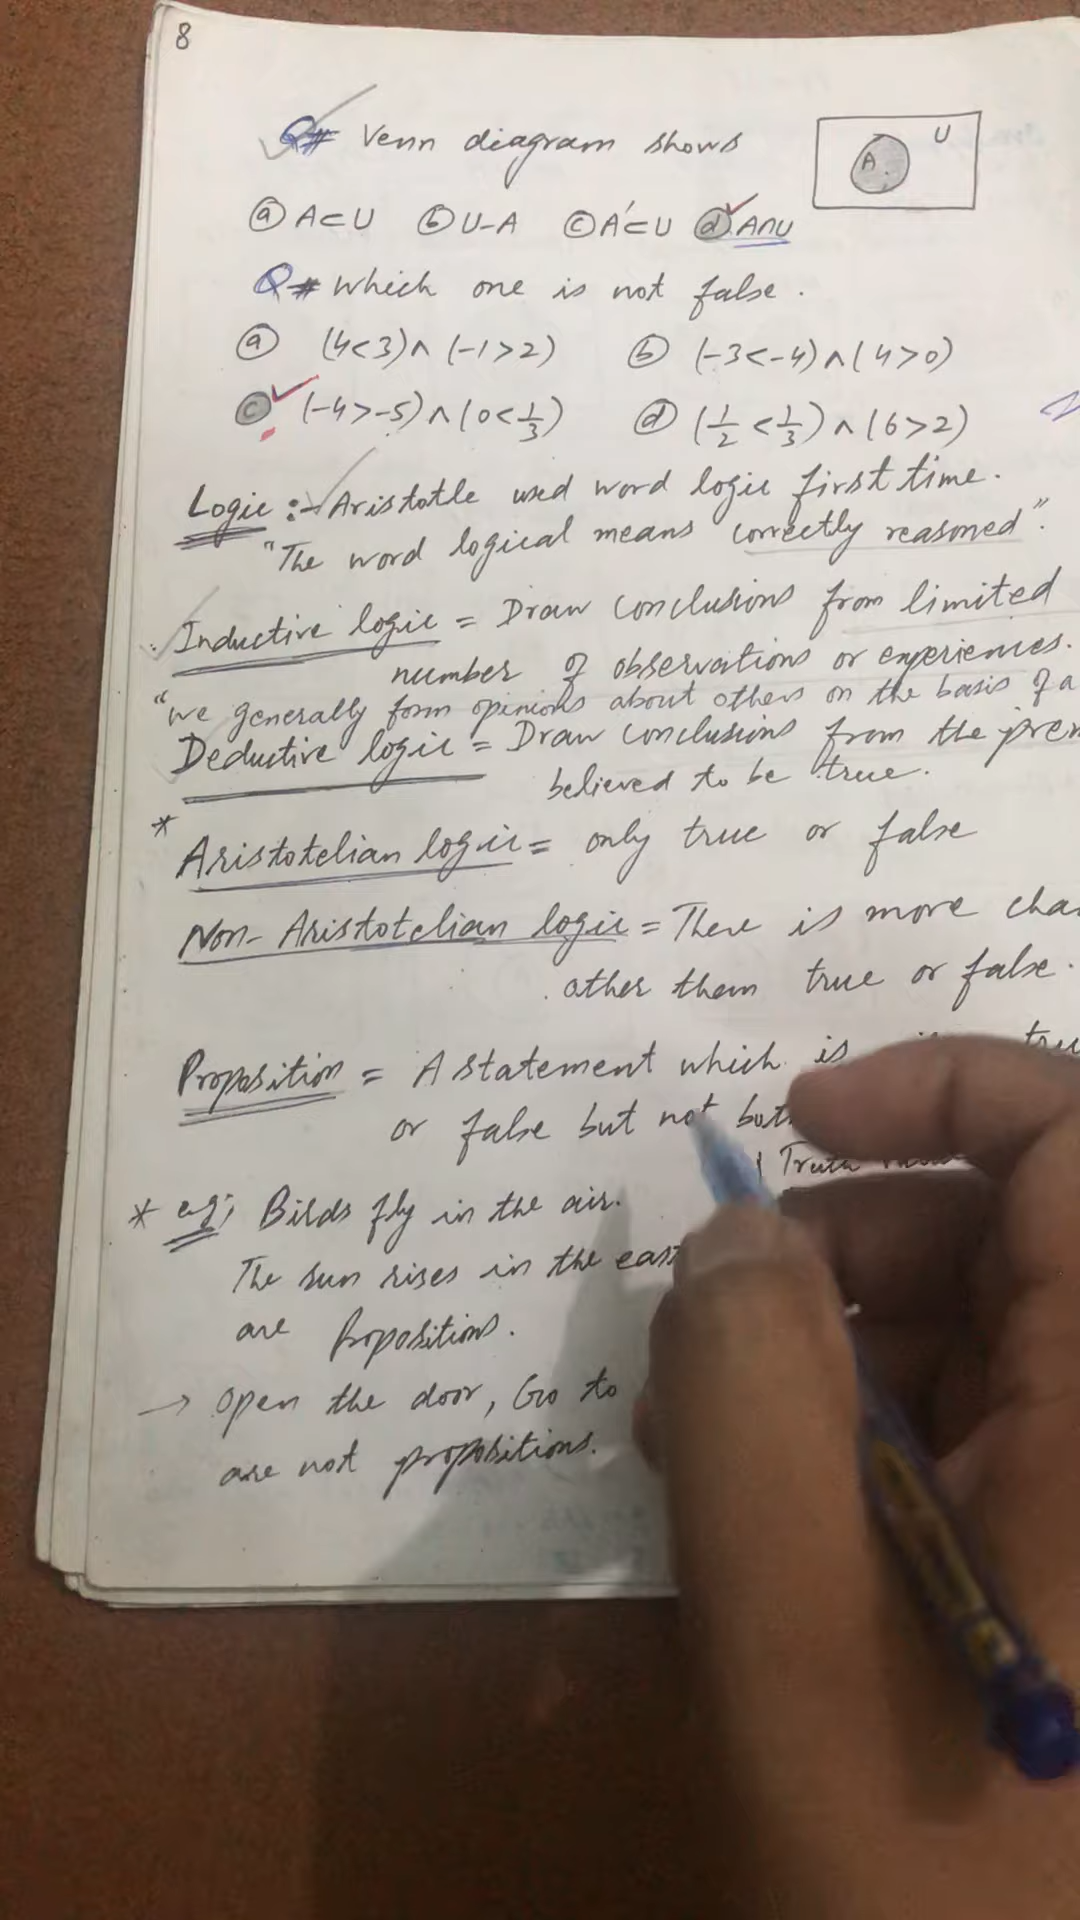 8
Q# Venn diagram shows
A U
ⓐ A⊂U ⓑ U-A ⓒ A′⊂U ⓓ A∩U
Q# which one is not false.
ⓐ (4<3)∧(-1>2) ⓑ (-3<-4)∧(4>0)
ⓒ (-4>-5)∧(0<1/3) ⓓ (1/2<1/3)∧(6>2)
Logic :- Aristotle used word logic first time.
"The word logical means correctly reasoned".
Inductive logic = Draw conclusions from limited
number of observations or experiences.
"We generally form opinions about others on the basis of a
Deductive logic = Draw conclusions from the
believed to be true.
* Aristotelian logic = only true or false
Non-Aristotelian logic = There is more
other them true or false.
Proposition = A statement which is
or false but not
Truth
* e.g; Birds fly in the air.
The sun rises in the east
are Propositions.
→ Open the door, Go to
are not propositions.